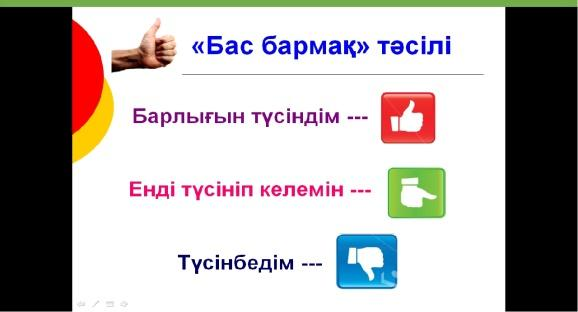 «Бас бармақ» тәсілі
Барлығын түсіндім ---
Енді түсініп келемін ---
Түсінбедім ---